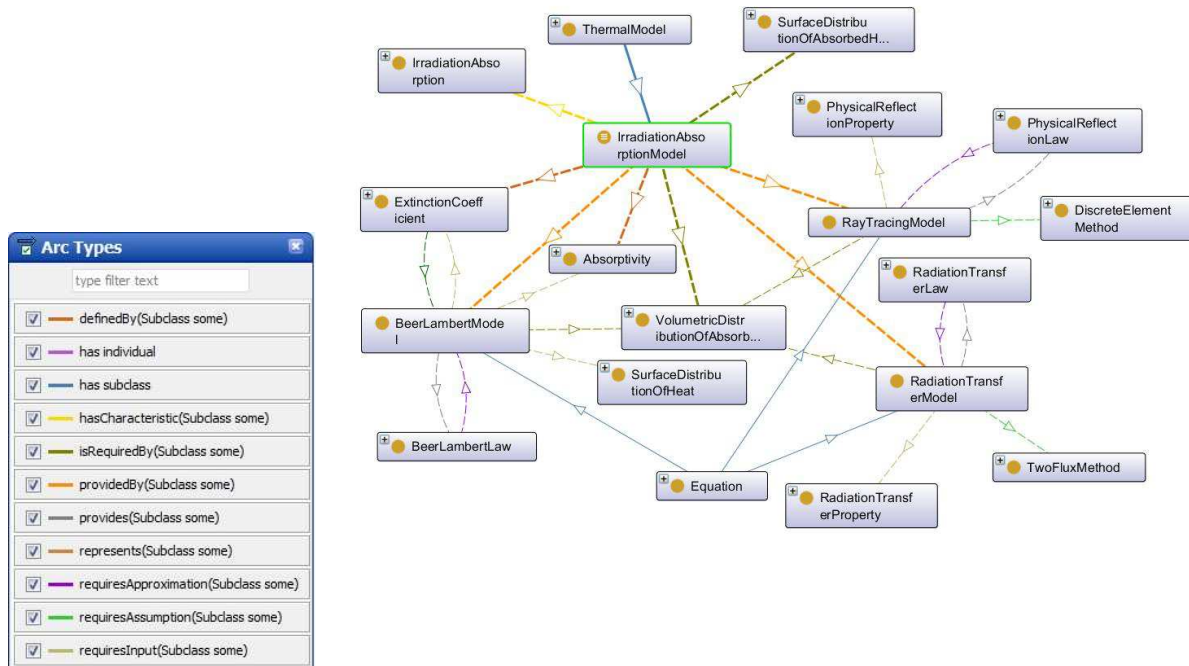 ThermalModel
SurfaceDistribu
tionOfAbsorbedH...
IrradiationAbso
rption
PhysicalReflect
ionProperty
PhysicalReflect
ionLaw
IrradiationAbso
rptionModel
ExtinctionCoeff
icient
RayTracingModel
DiscreteElement
Method
Absorptivity
RadiationTransf
erLaw
BeerLambertMode
l
VolumetricDistr
ibutionOfAbsorb...
SurfaceDistribu
tionOfHeat
RadiationTransf
erModel
BeerLambertLaw
TwoFluxMethod
Equation
RadiationTransf
erProperty
Arc Types
type filter text
definedBy(Subclass some)
has individual
has subclass
hasCharacteristic(Subclass some)
isRequiredBy(Subclass some)
providedBy(Subclass some)
provides(Subclass some)
represents(Subclass some)
requiresApproximation(Subclass some)
requiresAssumption(Subclass some)
requiresInput(Subclass some)